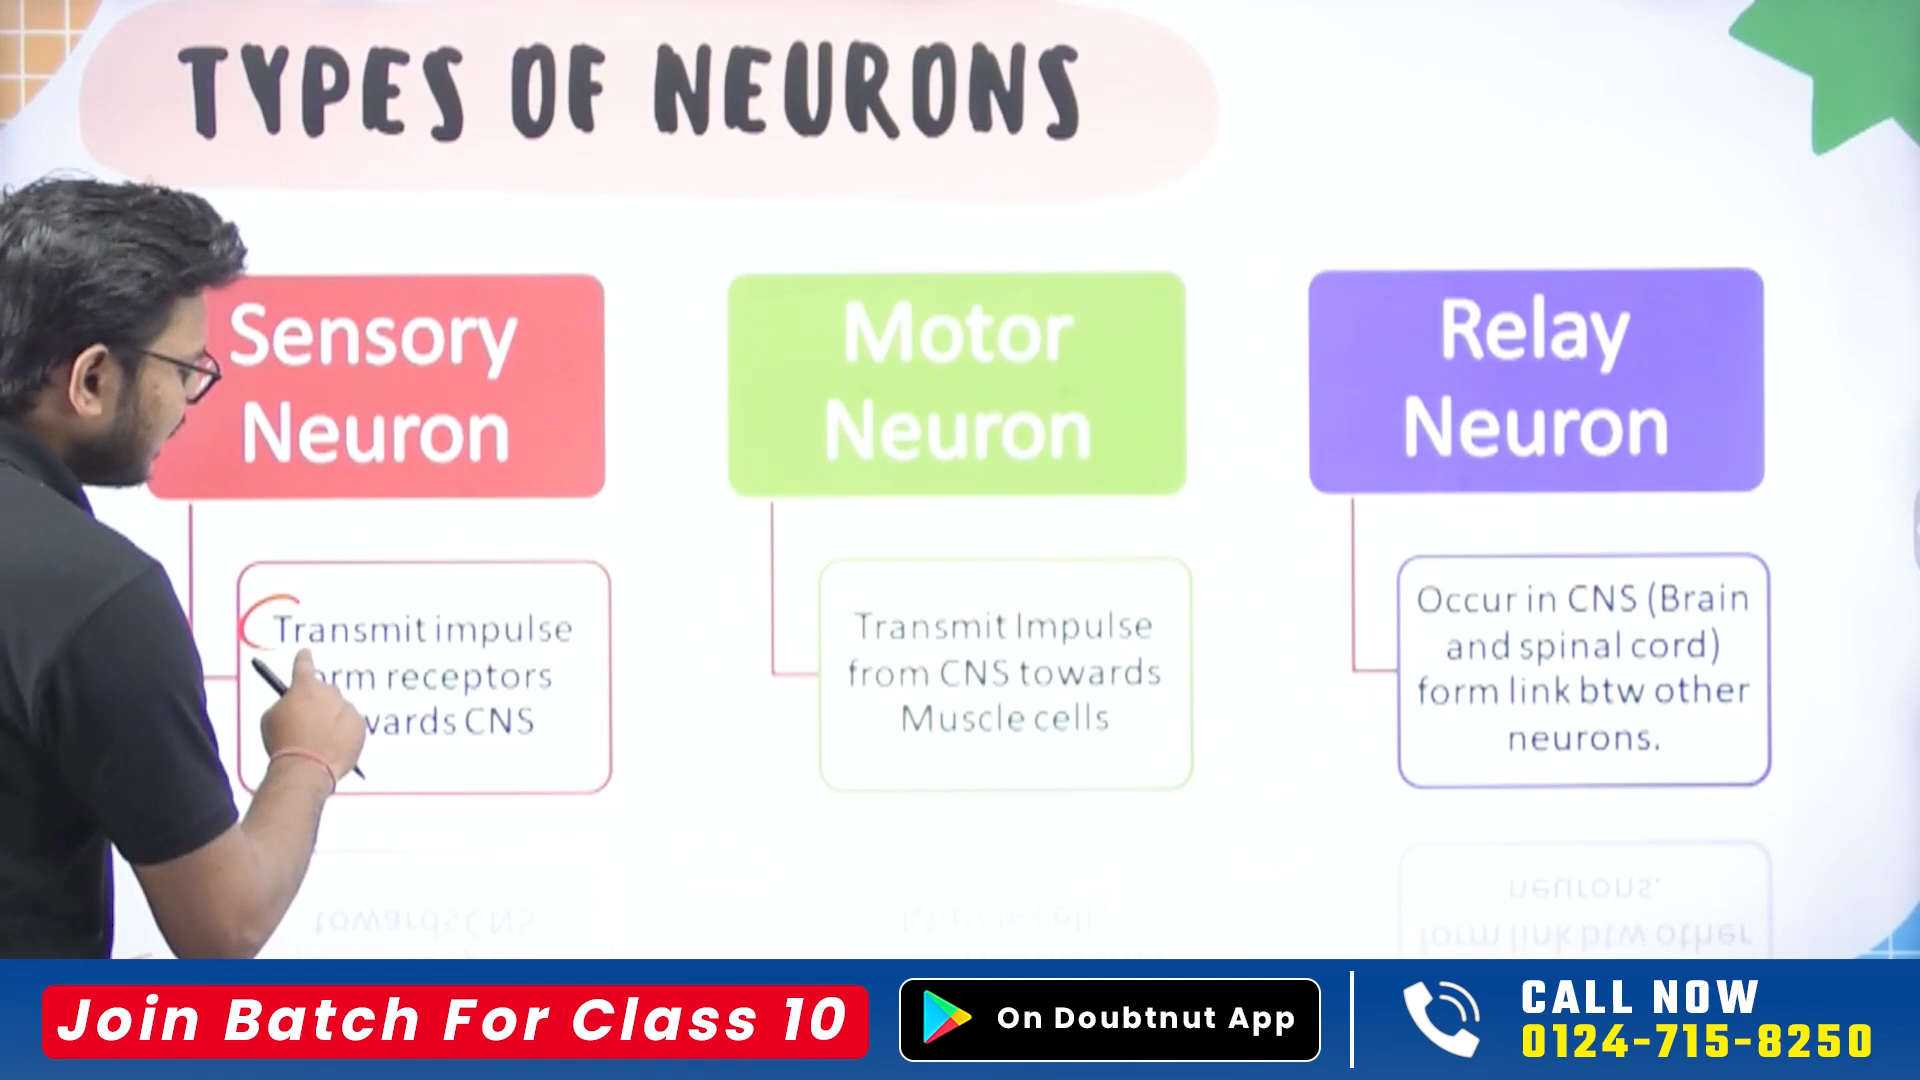 TYPES OF NEURONS
Sensory
Neuron
Motor
Neuron
Relay
Neuron
Transmit impulse
receptors
CNS
Transmit Impulse
from CNS towards
Muscle cells
Occur in CNS (Brain
and spinal cord)
form link btw other
neurons.
Join Batch For Class 10
On Doubtnut App
CALL NOW
0124-715-8250